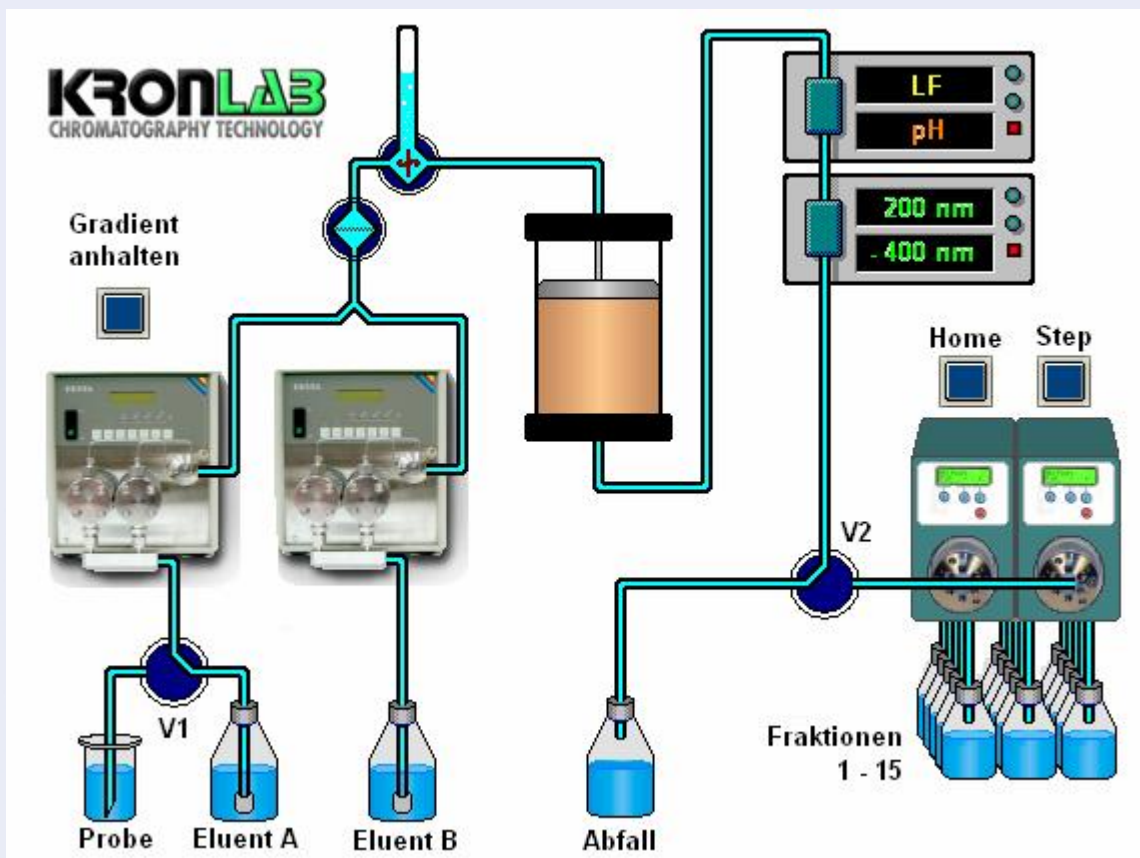 KRONLAB
CHROMATOGRAPHY TECHNOLOGY
LF
pH
200 nm
- 400 nm
Gradient
anhalten
Home
Step
V2
V1
Fraktionen
1 - 15
Probe
Eluent A
Eluent B
Abfall